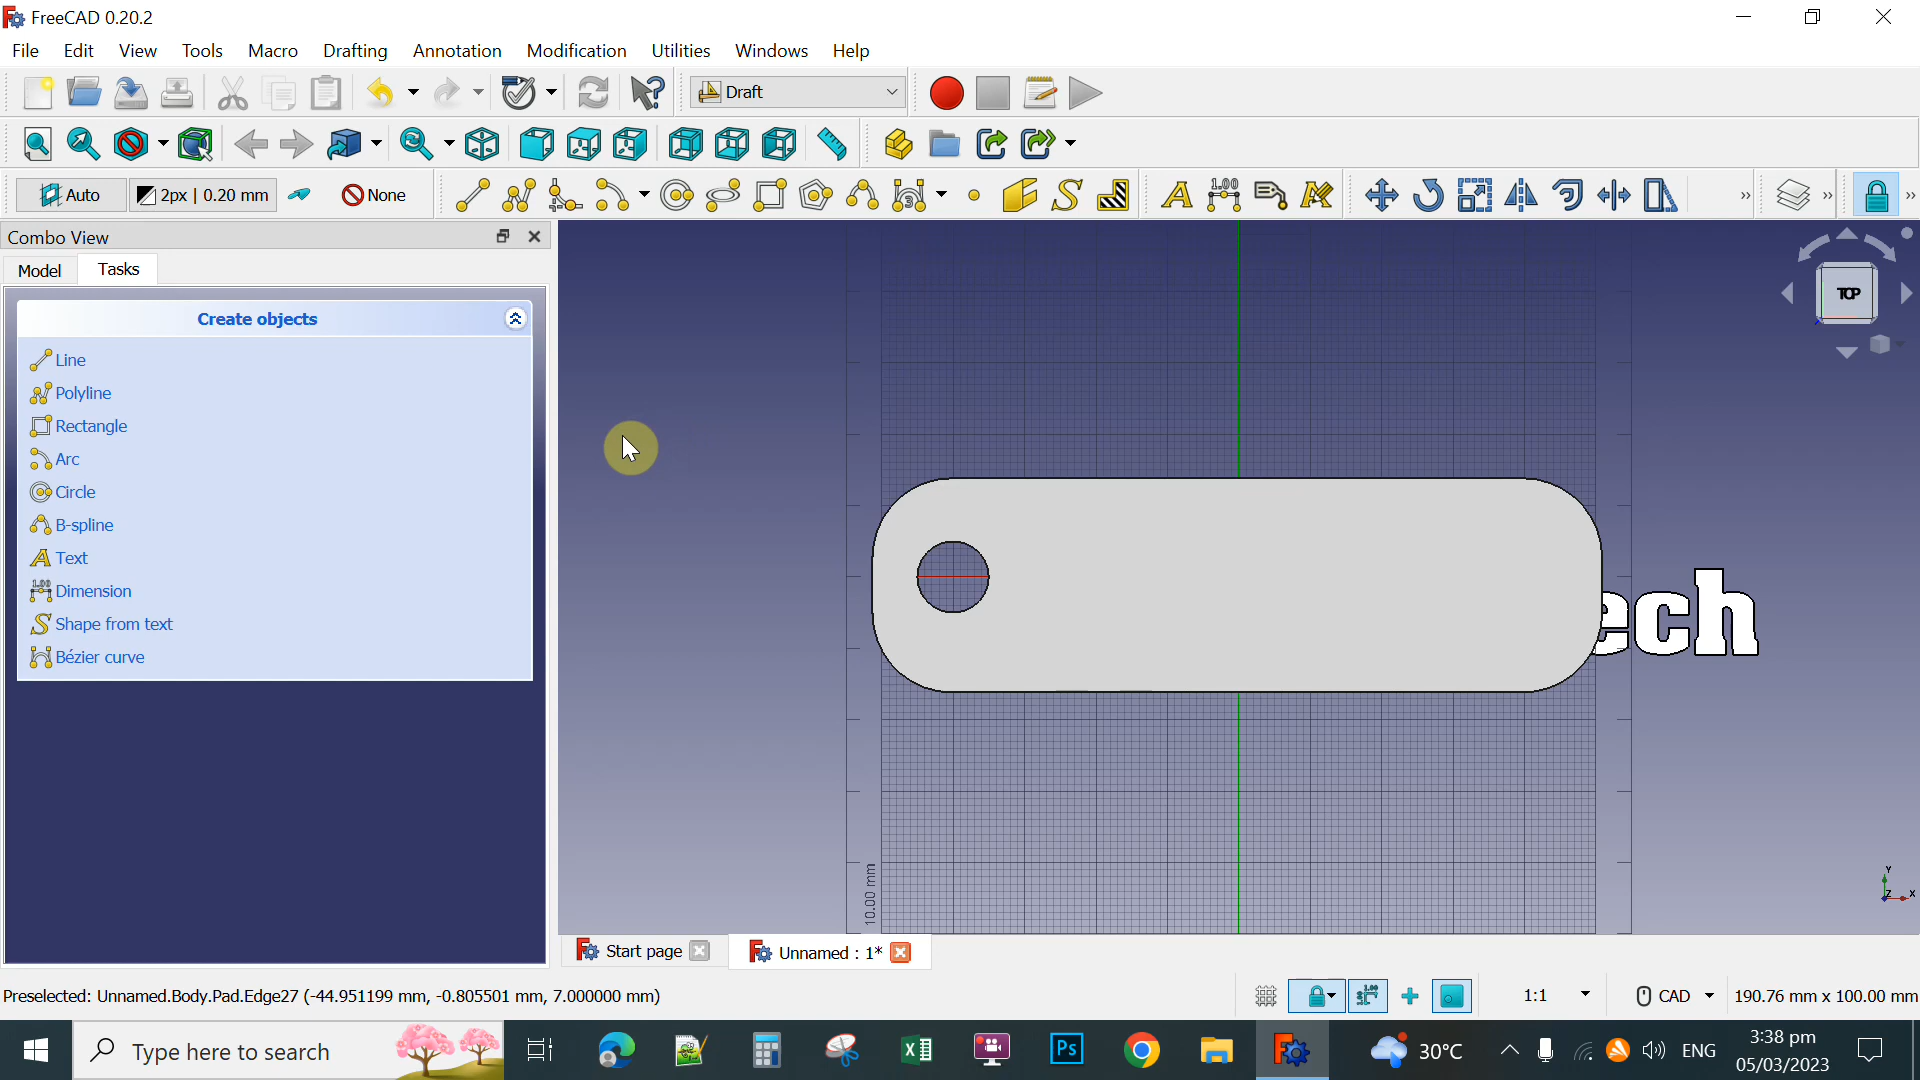 FreeCAD 0.20.2
File Edit View Tools Macro Drafting Annotation Modification Utilities Windows Help
Draft
Auto 2px | 0.20 mm None
Combo View
Model Tasks
Create objects
Line
Polyline
Rectangle
Arc
Circle
B-spline
Text
Dimension
Shape from text
Bézier curve
TOP
ech
10.00 mm
Y
Z X
Start page Unnamed : 1*
Preselected: Unnamed.Body.Pad.Edge27 (-44.951199 mm, -0.805501 mm, 7.000000 mm)
1:1 CAD 190.76 mm x 100.00 mm
Type here to search
Ps
30°C ENG
3:38 pm
05/03/2023